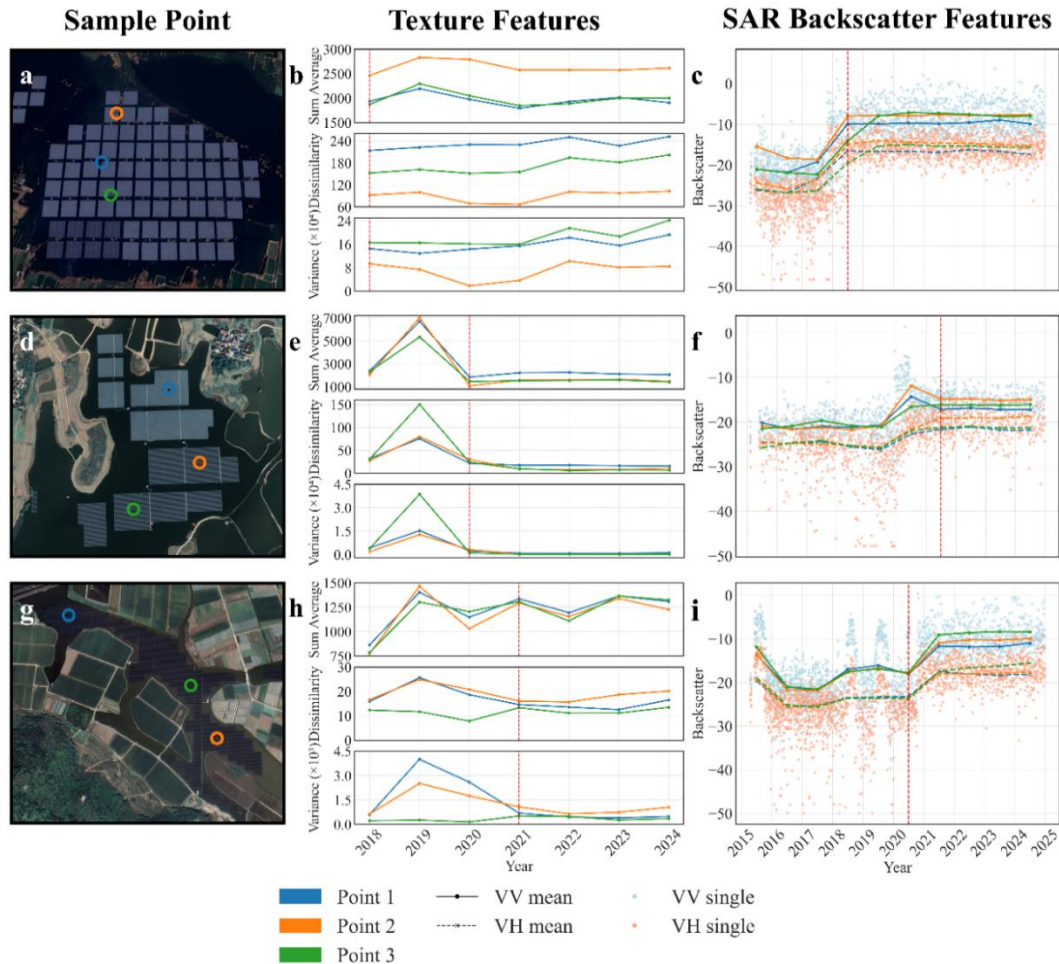 Sample Point
Texture Features
SAR Backscatter Features
a
b
Sum Average
3000
2500
2000
1500
Dissimilarity
240
180
120
60
Variance (×10⁴)
24
16
8
0
c
Backscatter
0
−10
−20
−30
−40
−50
d
e
Sum Average
7000
5000
3000
1000
Dissimilarity
150
100
50
0
Variance (×10⁴)
4.5
3.0
1.5
0.0
f
Backscatter
0
−10
−20
−30
−40
−50
g
h
Sum Average
1500
1250
1000
750
Dissimilarity
30
20
10
0
Variance (×10³)
4.5
3.0
1.5
0.0
2018
2019
2020
2021
2022
2023
2024
Year
i
Backscatter
0
−10
−20
−30
−40
−50
2015
2016
2017
2018
2019
2020
2021
2022
2023
2024
2025
Year
Point 1
VV mean
VV single
Point 2
VH mean
VH single
Point 3